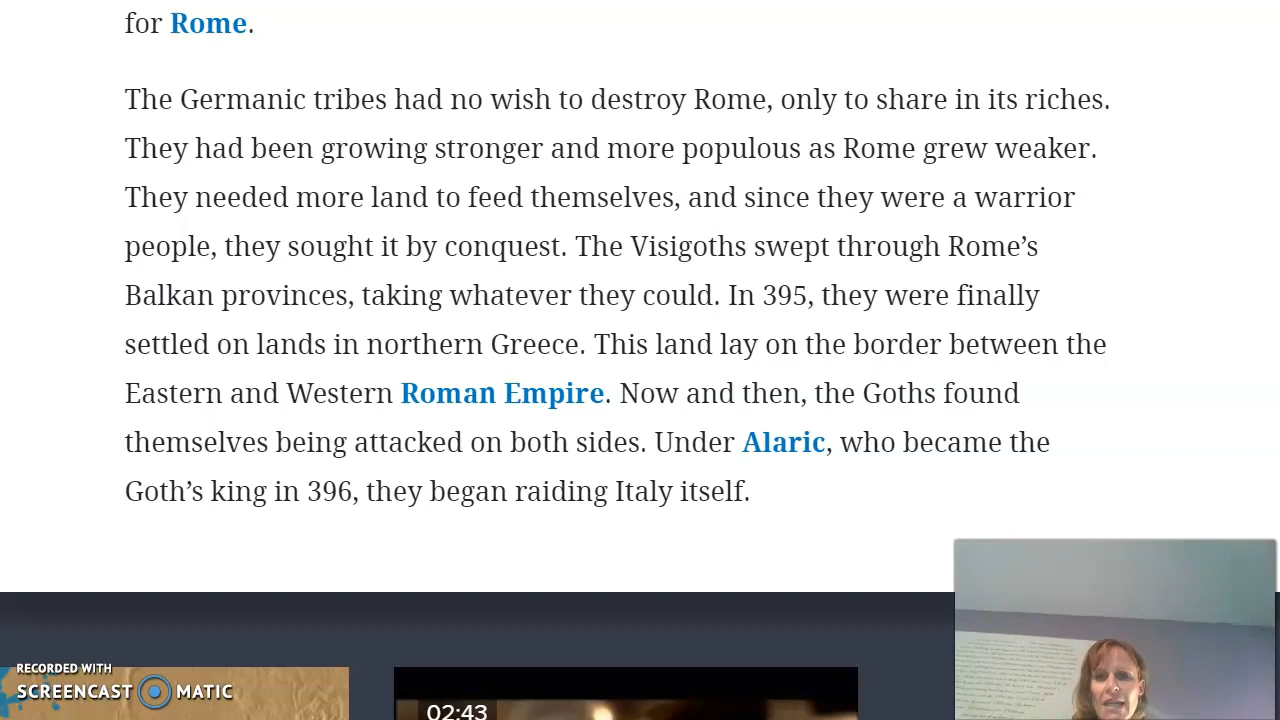 for Rome.
The Germanic tribes had no wish to destroy Rome, only to share in its riches.
They had been growing stronger and more populous as Rome grew weaker.
They needed more land to feed themselves, and since they were a warrior
people, they sought it by conquest. The Visigoths swept through Rome’s
Balkan provinces, taking whatever they could. In 395, they were finally
settled on lands in northern Greece. This land lay on the border between the
Eastern and Western Roman Empire. Now and then, the Goths found
themselves being attacked on both sides. Under Alaric, who became the
Goth’s king in 396, they began raiding Italy itself.
RECORDED WITH
SCREENCAST MATIC
02:43